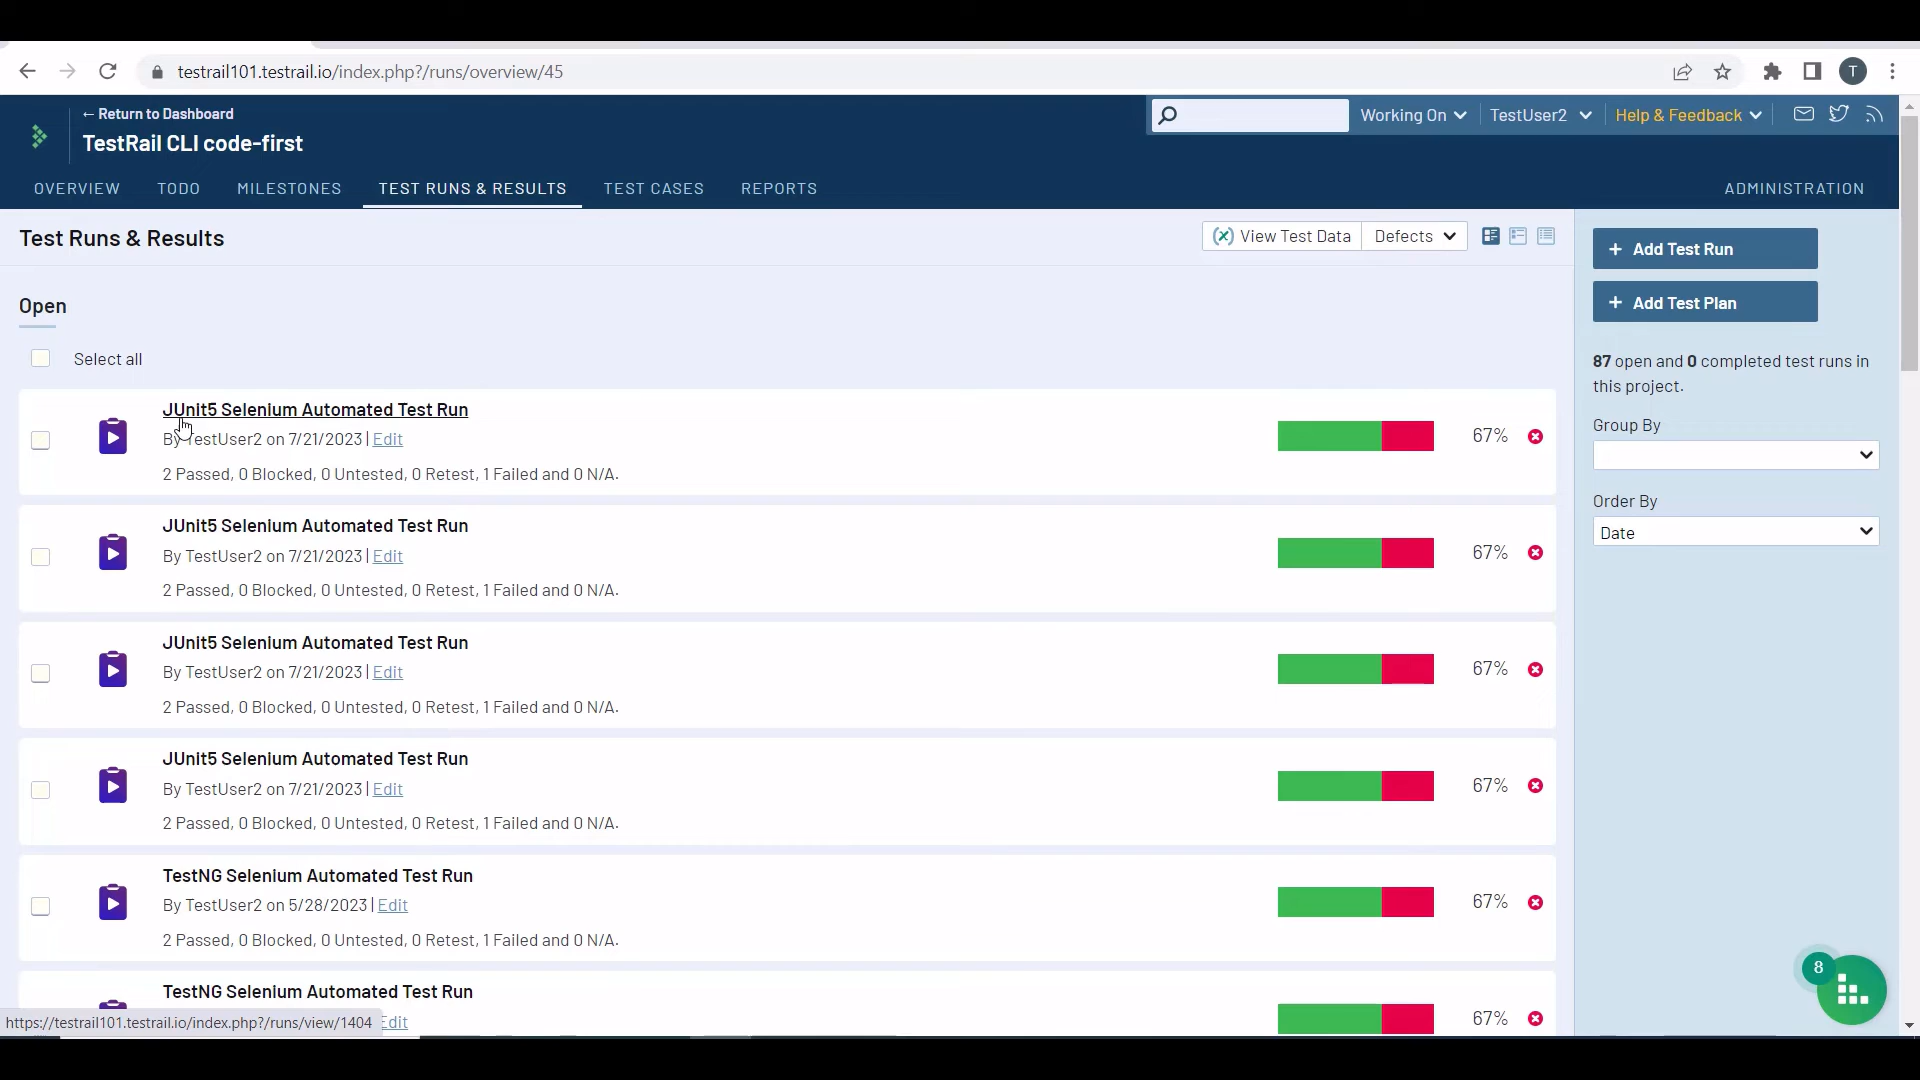 testrail101.testrail.io/index.php?/runs/overview/45
T
← Return to Dashboard
TestRail CLI code-first
Working On
TestUser2
Help & Feedback
OVERVIEW
TODO
MILESTONES
TEST RUNS & RESULTS
TEST CASES
REPORTS
ADMINISTRATION
Test Runs & Results
View Test Data
Defects
+ Add Test Run
+ Add Test Plan
87 open and 0 completed test runs in
this project.
Group By
Order By
Date
Open
Select all
JUnit5 Selenium Automated Test Run
By TestUser2 on 7/21/2023 | Edit
2 Passed, 0 Blocked, 0 Untested, 0 Retest, 1 Failed and 0 N/A.
67%
JUnit5 Selenium Automated Test Run
By TestUser2 on 7/21/2023 | Edit
2 Passed, 0 Blocked, 0 Untested, 0 Retest, 1 Failed and 0 N/A.
67%
JUnit5 Selenium Automated Test Run
By TestUser2 on 7/21/2023 | Edit
2 Passed, 0 Blocked, 0 Untested, 0 Retest, 1 Failed and 0 N/A.
67%
JUnit5 Selenium Automated Test Run
By TestUser2 on 7/21/2023 | Edit
2 Passed, 0 Blocked, 0 Untested, 0 Retest, 1 Failed and 0 N/A.
67%
TestNG Selenium Automated Test Run
By TestUser2 on 5/28/2023 | Edit
2 Passed, 0 Blocked, 0 Untested, 0 Retest, 1 Failed and 0 N/A.
67%
TestNG Selenium Automated Test Run
Edit
67%
8
https://testrail101.testrail.io/index.php?/runs/view/1404